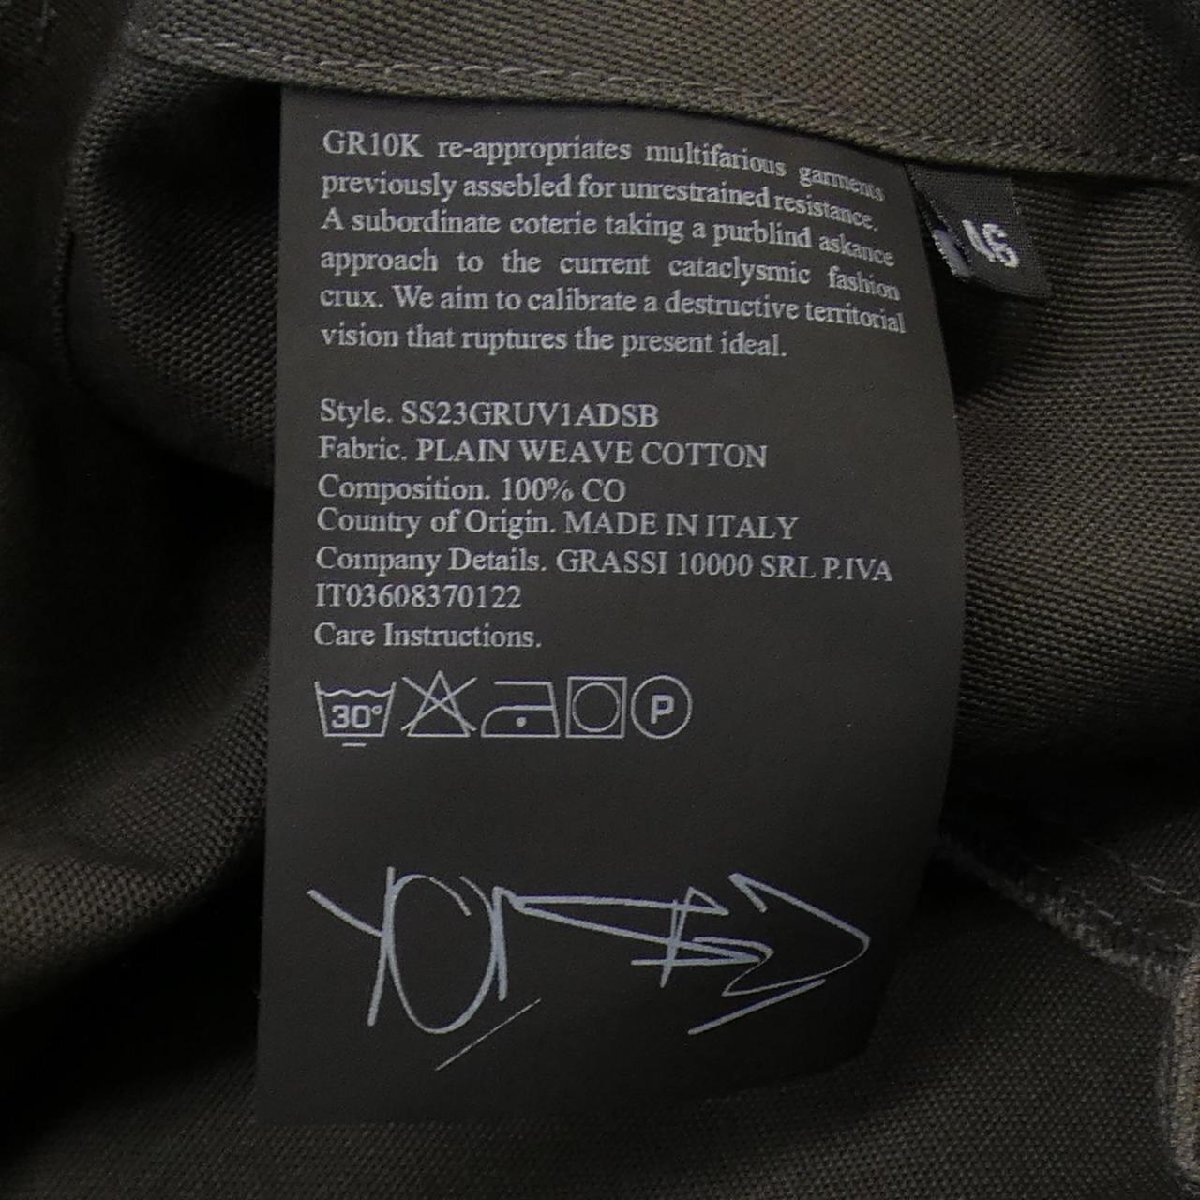 GR10K re-appropriates multifarious garments
previously assebled for unrestrained resistance.
A subordinate coterie taking a purblind askance
approach to the current cataclysmic fashion
crux. We aim to calibrate a destructive territorial
vision that ruptures the present ideal.
Style. SS23GRUV1ADSB
Fabric. PLAIN WEAVE COTTON
Composition. 100% CO
Country of Origin. MADE IN ITALY
Company Details. GRASSI 10000 SRL P.IVA
IT03608370122
Care Instructions.
30° P
46